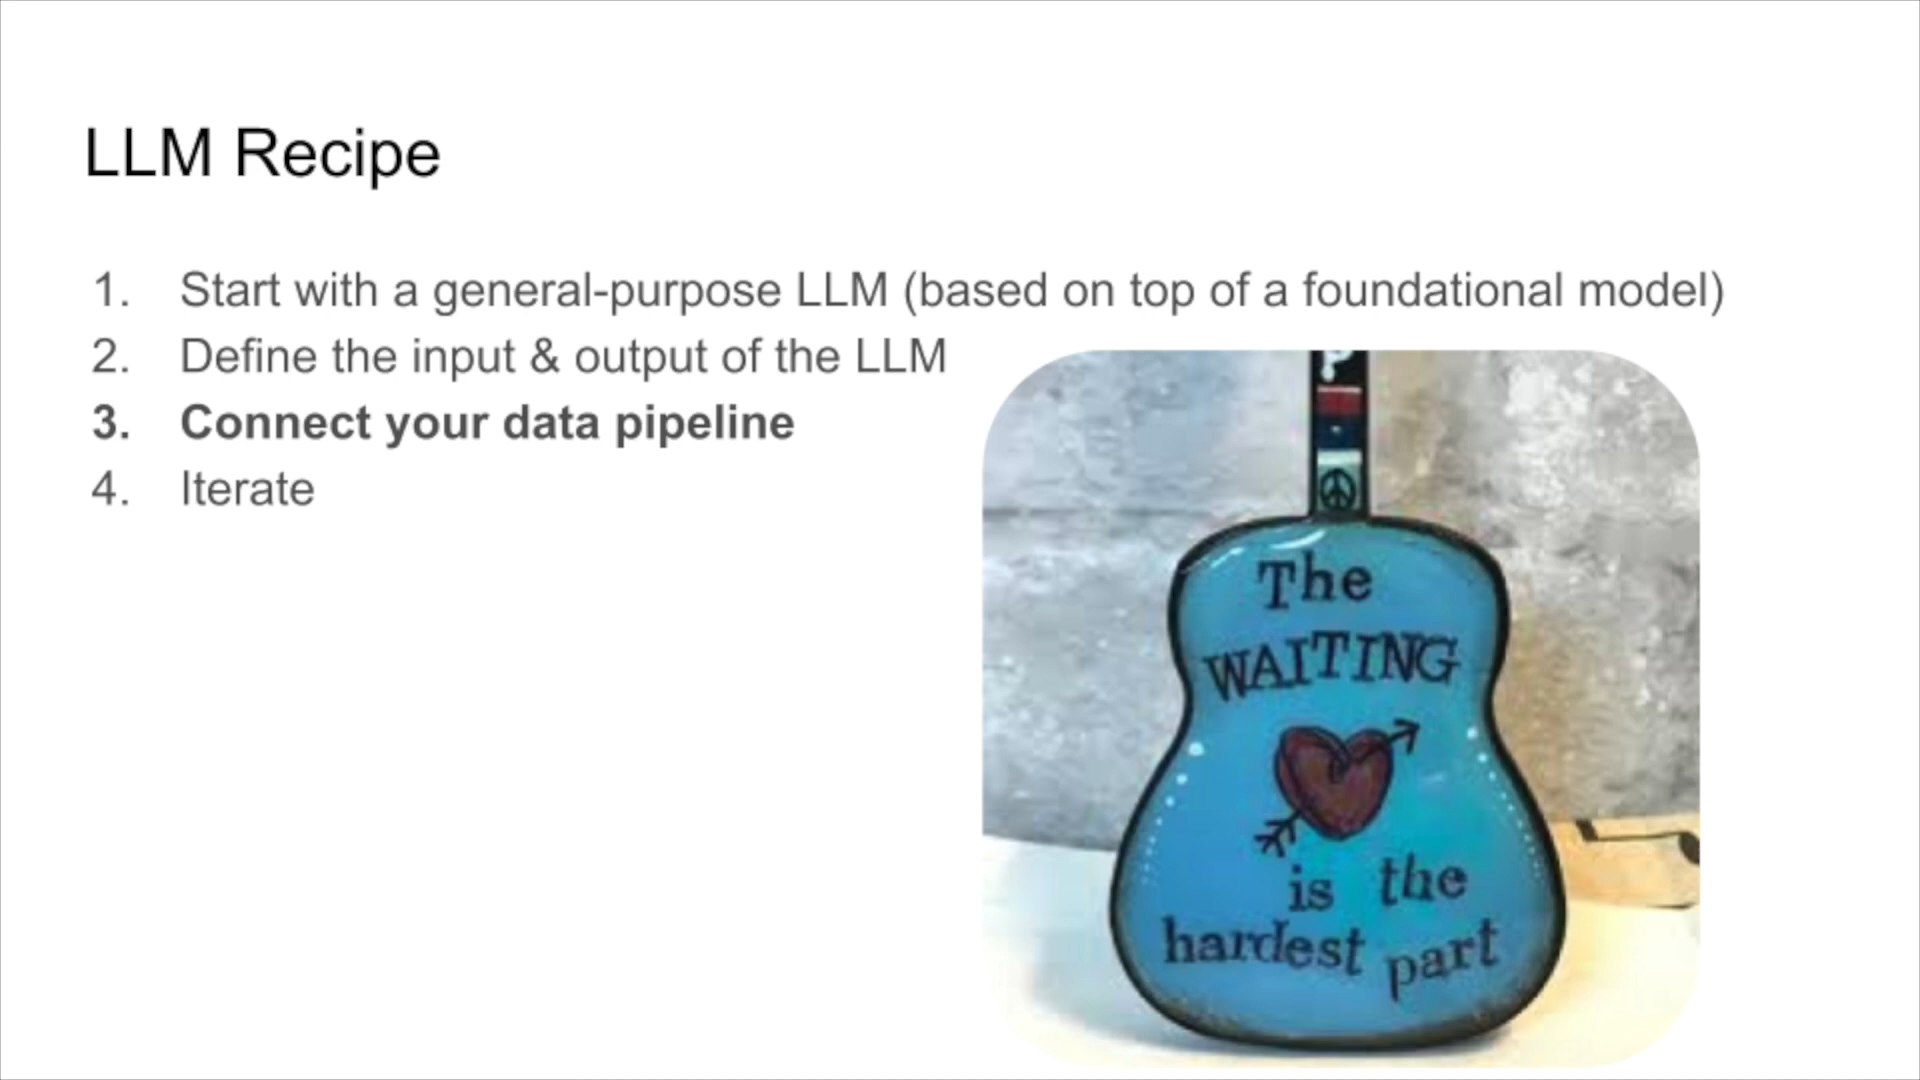 LLM Recipe
1. Start with a general-purpose LLM (based on top of a foundational model)
2. Define the input & output of the LLM
3. Connect your data pipeline
4. Iterate
?
The
WAITING
is the
hardest part